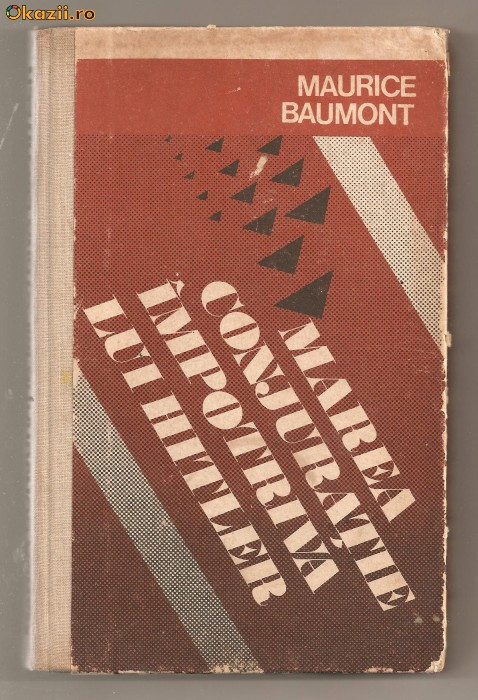 Okazii.ro
MAURICE
BAUMONT
MAREA
CONJURAȚIE
ÎMPOTRIVA
LUI HITLER